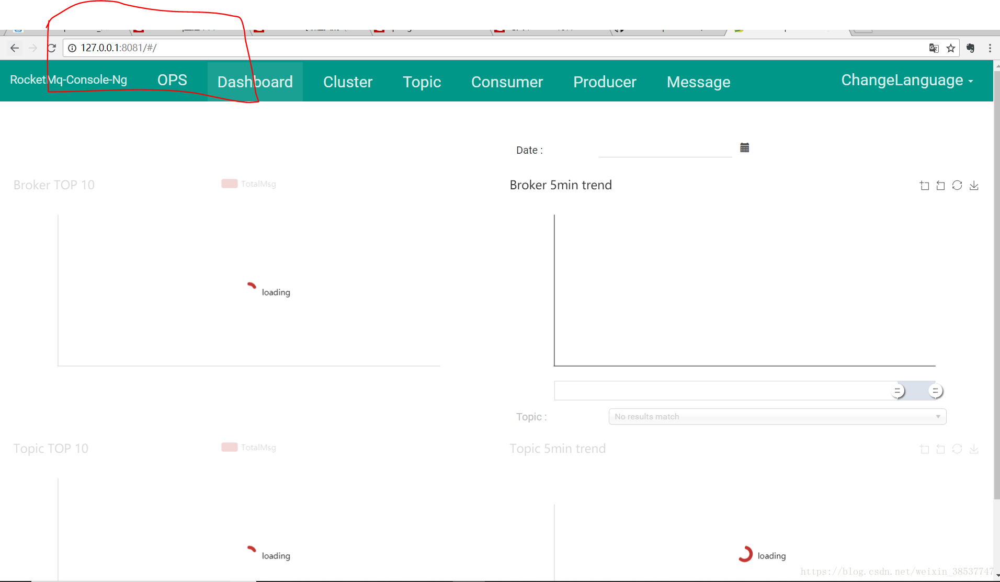 127.0.0.1:8081/#/
RocketMq-Console-Ng OPS Dashboard Cluster Topic Consumer Producer Message ChangeLanguage
Date :
Broker TOP 10 TotalMsg Broker 5min trend
loading
Topic : No results match
Topic TOP 10 TotalMsg Topic 5min trend
loading loading
https://blog.csdn.net/weixin_38537747